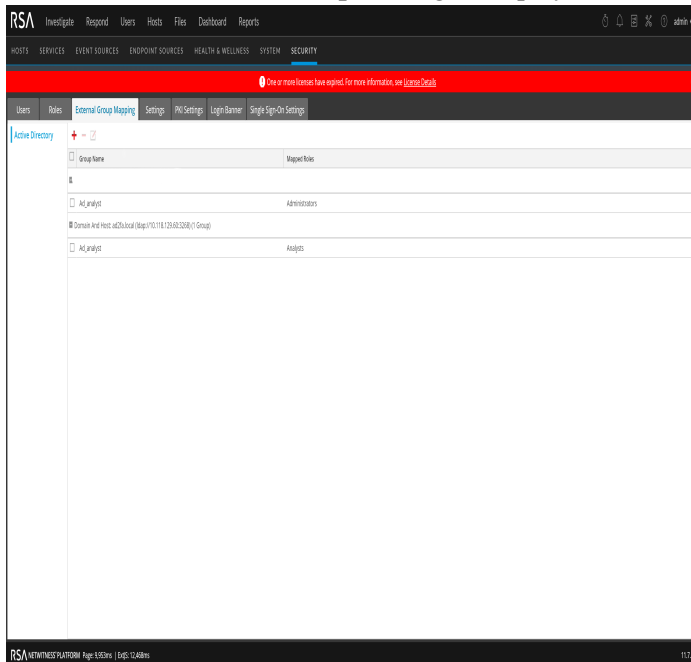 RSA Investigate Respond Users Hosts Files Dashboard Reports admin
HOSTS SERVICES EVENT SOURCES ENDPOINT SOURCES HEALTH & WELLNESS SYSTEM SECURITY
One or more licenses have expired. For more information, see License Details
Users Roles External Group Mapping Settings PKI Settings Login Banner Single Sign-On Settings
Active Directory
Group Name Mapped Roles
Ad_analyst Administrators
Domain And Host: ad2fa.local (ldap://10.118.129.60:3268) (1 Group)
Ad_analyst Analysts
RSA NETWITNESS PLATFORM Page: 9,953ms | ExtJS: 12,468ms 11.7.